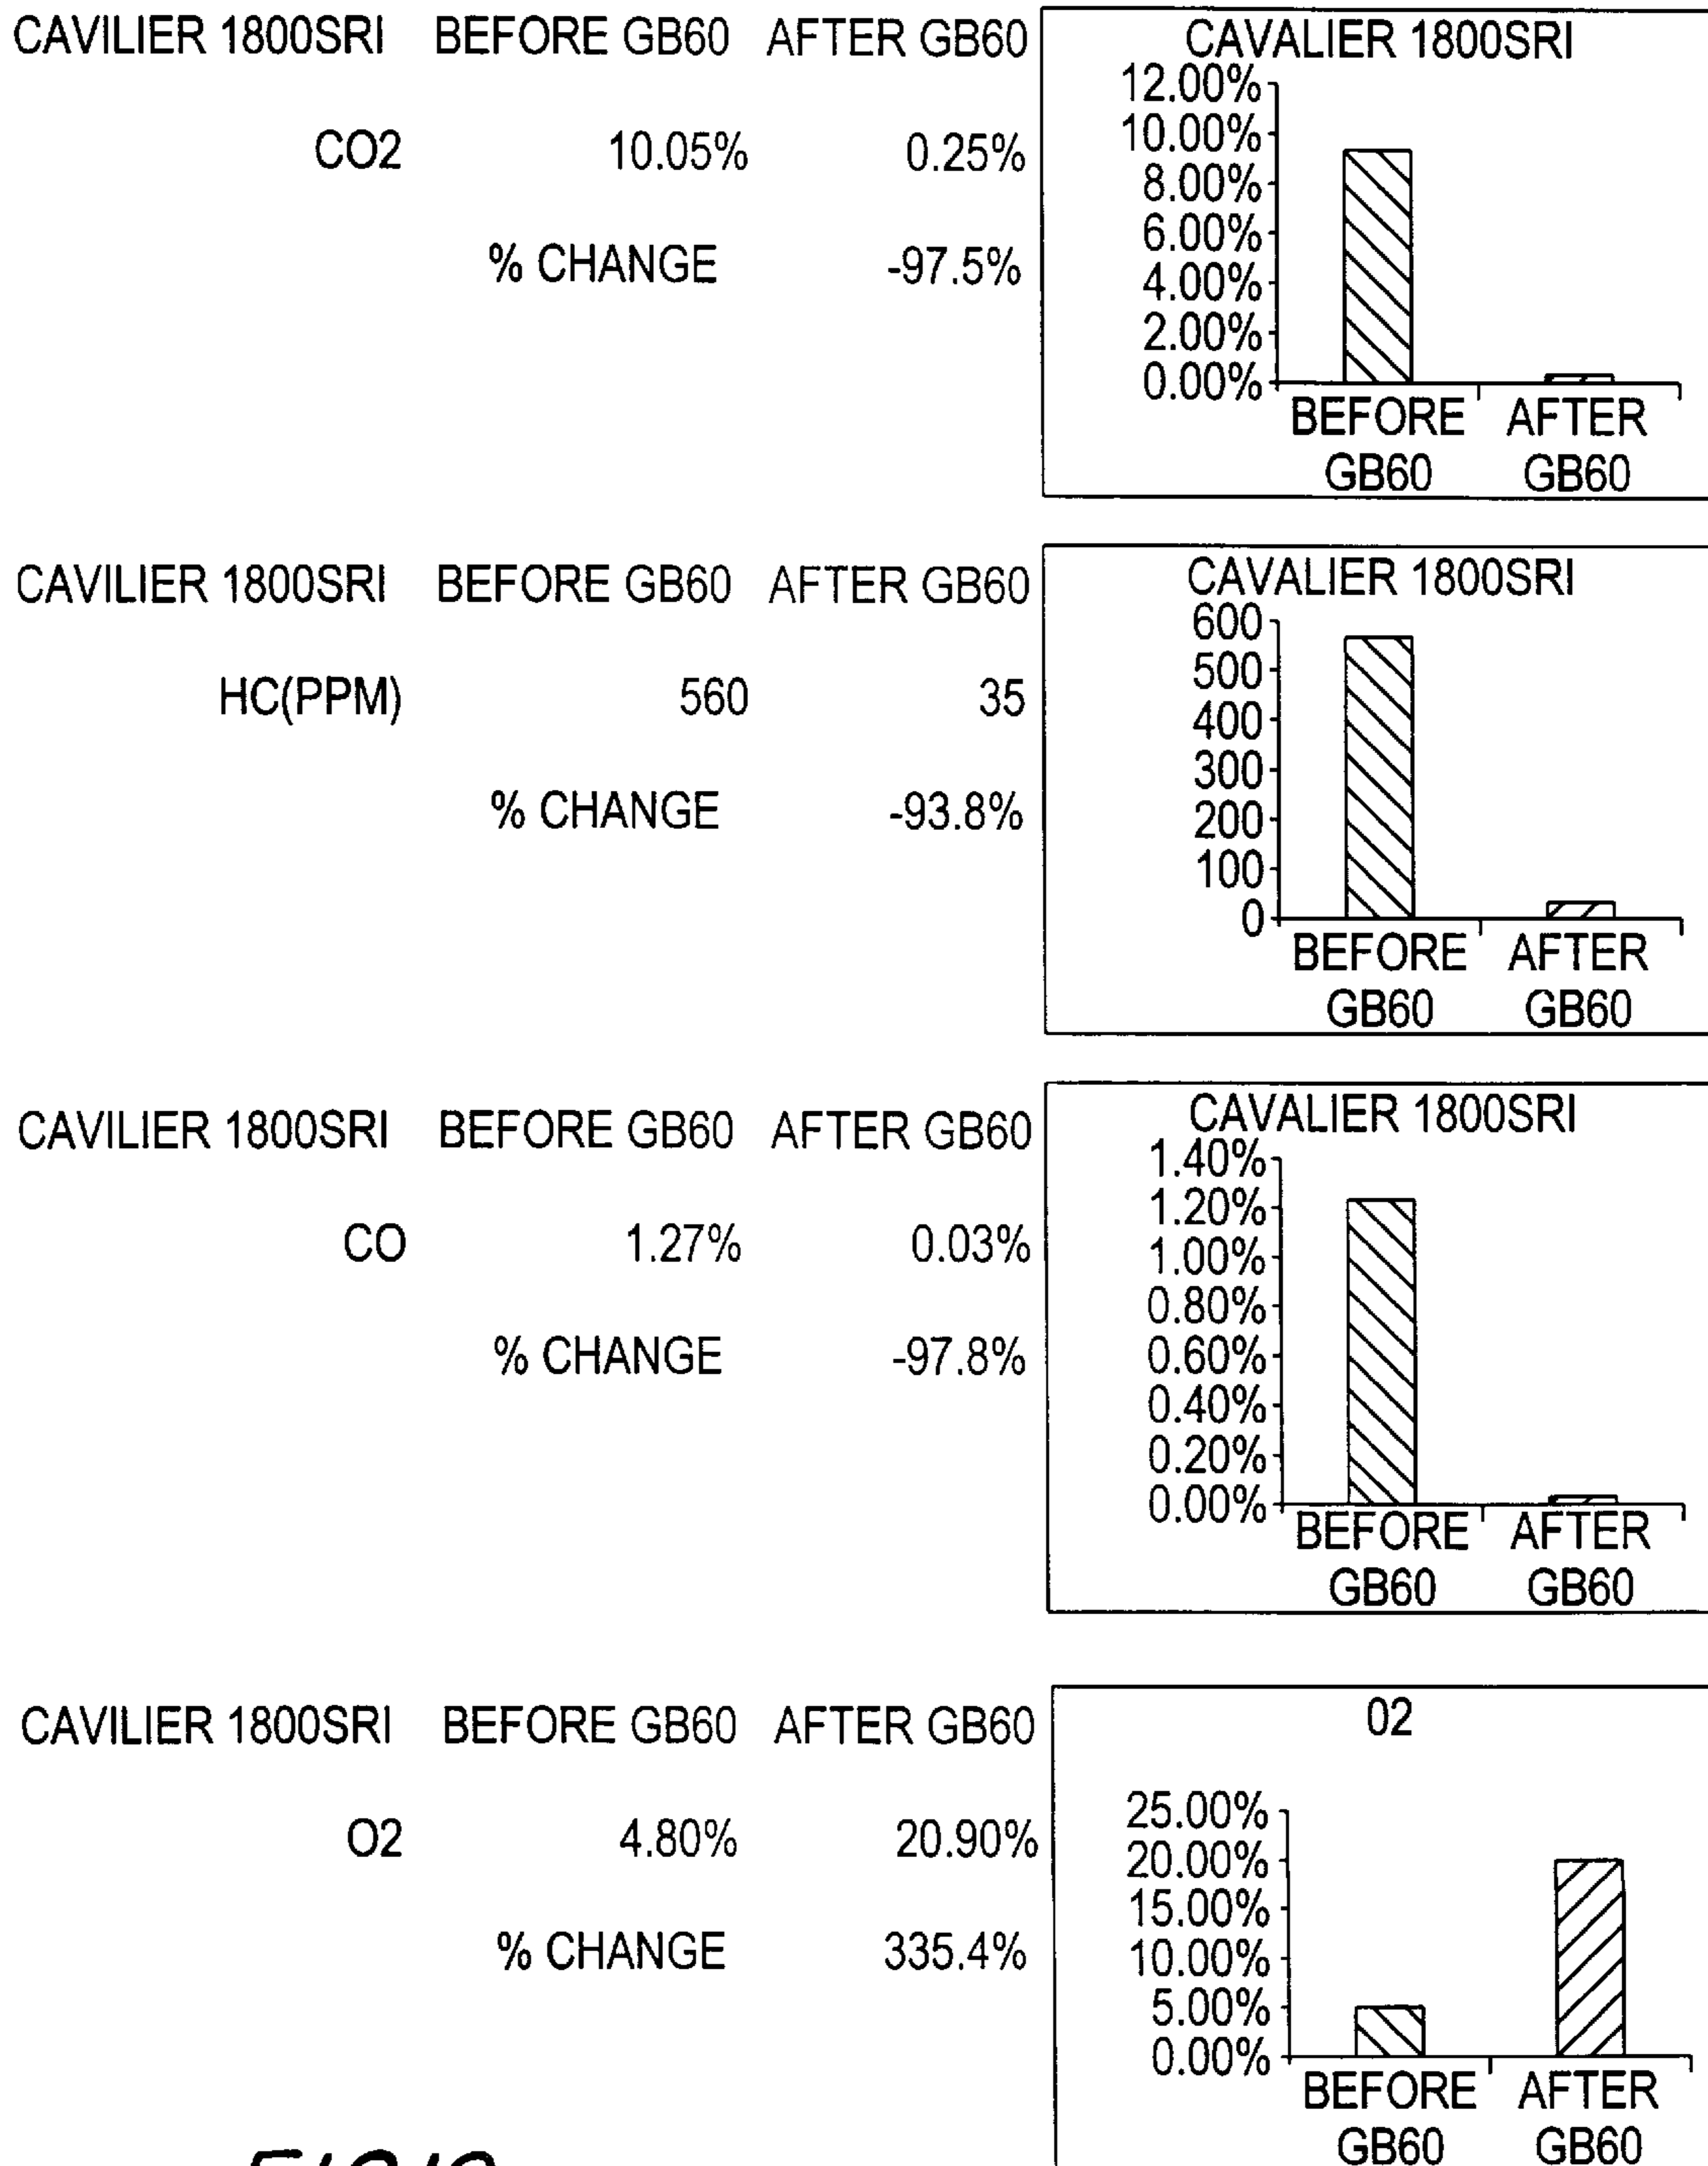 CAVILIER 1800SRI BEFORE GB60 AFTER GB60
CO2 10.05% 0.25%
% CHANGE -97.5%
CAVALIER 1800SRI
12.00%
10.00%
8.00%
6.00%
4.00%
2.00%
0.00%
BEFORE GB60
AFTER GB60
CAVILIER 1800SRI BEFORE GB60 AFTER GB60
HC(PPM) 560 35
% CHANGE -93.8%
CAVALIER 1800SRI
600
500
400
300
200
100
0
BEFORE GB60
AFTER GB60
CAVILIER 1800SRI BEFORE GB60 AFTER GB60
CO 1.27% 0.03%
% CHANGE -97.8%
CAVALIER 1800SRI
1.40%
1.20%
1.00%
0.80%
0.60%
0.40%
0.20%
0.00%
BEFORE GB60
AFTER GB60
CAVILIER 1800SRI BEFORE GB60 AFTER GB60
O2 4.80% 20.90%
% CHANGE 335.4%
02
25.00%
20.00%
15.00%
10.00%
5.00%
0.00%
BEFORE GB60
AFTER GB60